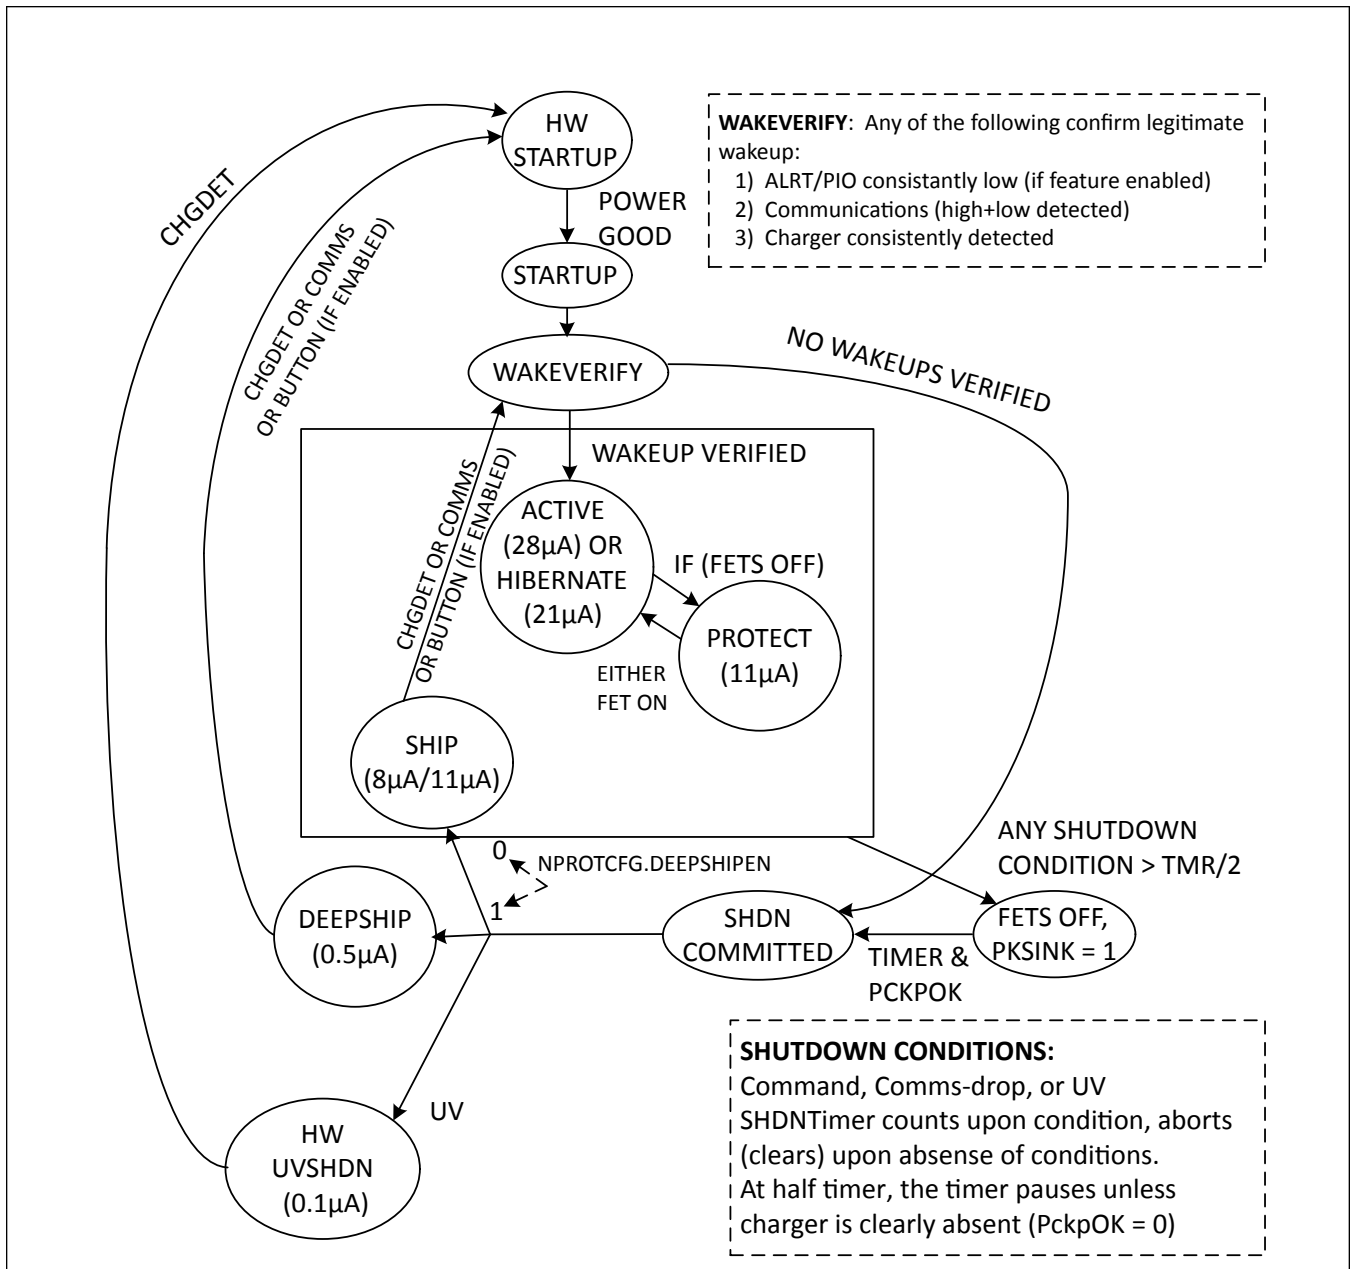 HW
STARTUP
WAKEVERIFY: Any of the following confirm legitimate
wakeup:
1) ALRT/PIO consistantly low (if feature enabled)
2) Communications (high+low detected)
3) Charger consistently detected
CHGDET
CHGDET OR COMMS
OR BUTTON (IF ENABLED)
POWER
GOOD
STARTUP
WAKEVERIFY
NO WAKEUPS VERIFIED
WAKEUP VERIFIED
CHGDET OR COMMS
OR BUTTON (IF ENABLED)
ACTIVE
(28µA) OR
HIBERNATE
(21µA)
IF (FETS OFF)
PROTECT
(11µA)
EITHER
FET ON
SHIP
(8µA/11µA)
0
NPROTCFG.DEEPSHIPEN
1
ANY SHUTDOWN
CONDITION > TMR/2
DEEPSHIP
(0.5µA)
SHDN
COMMITTED
FETS OFF,
PKSINK = 1
TIMER &
PCKPOK
UV
HW
UVSHDN
(0.1µA)
SHUTDOWN CONDITIONS:
Command, Comms-drop, or UV
SHDNTimer counts upon condition, aborts
(clears) upon absense of conditions.
At half timer, the timer pauses unless
charger is clearly absent (PckpOK = 0)